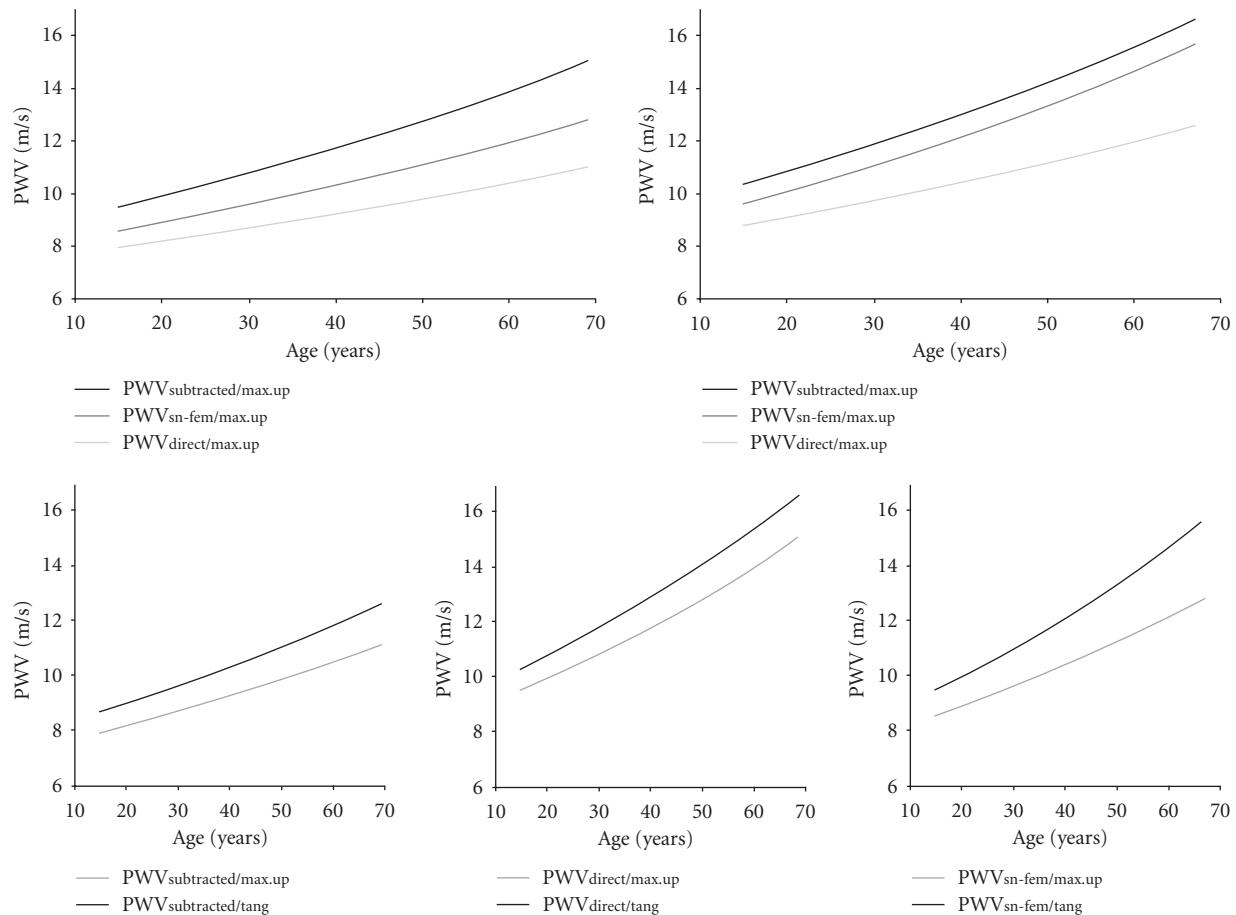 16
14
12
10
8
6
PWV (m/s)
10 20 30 40 50 60 70
Age (years)
PWVsubtracted/max.up
PWVsn-fem/max.up
PWVdirect/max.up
16
14
12
10
8
6
PWV (m/s)
10 20 30 40 50 60 70
Age (years)
PWVsubtracted/max.up
PWVsn-fem/max.up
PWVdirect/max.up
16
14
12
10
8
6
PWV (m/s)
10 20 30 40 50 60 70
Age (years)
PWVsubtracted/max.up
PWVsubtracted/tang
16
14
12
10
8
6
PWV (m/s)
10 20 30 40 50 60 70
Age (years)
PWVdirect/max.up
PWVdirect/tang
16
14
12
10
8
6
PWV (m/s)
10 20 30 40 50 60 70
Age (years)
PWVsn-fem/max.up
PWVsn-fem/tang